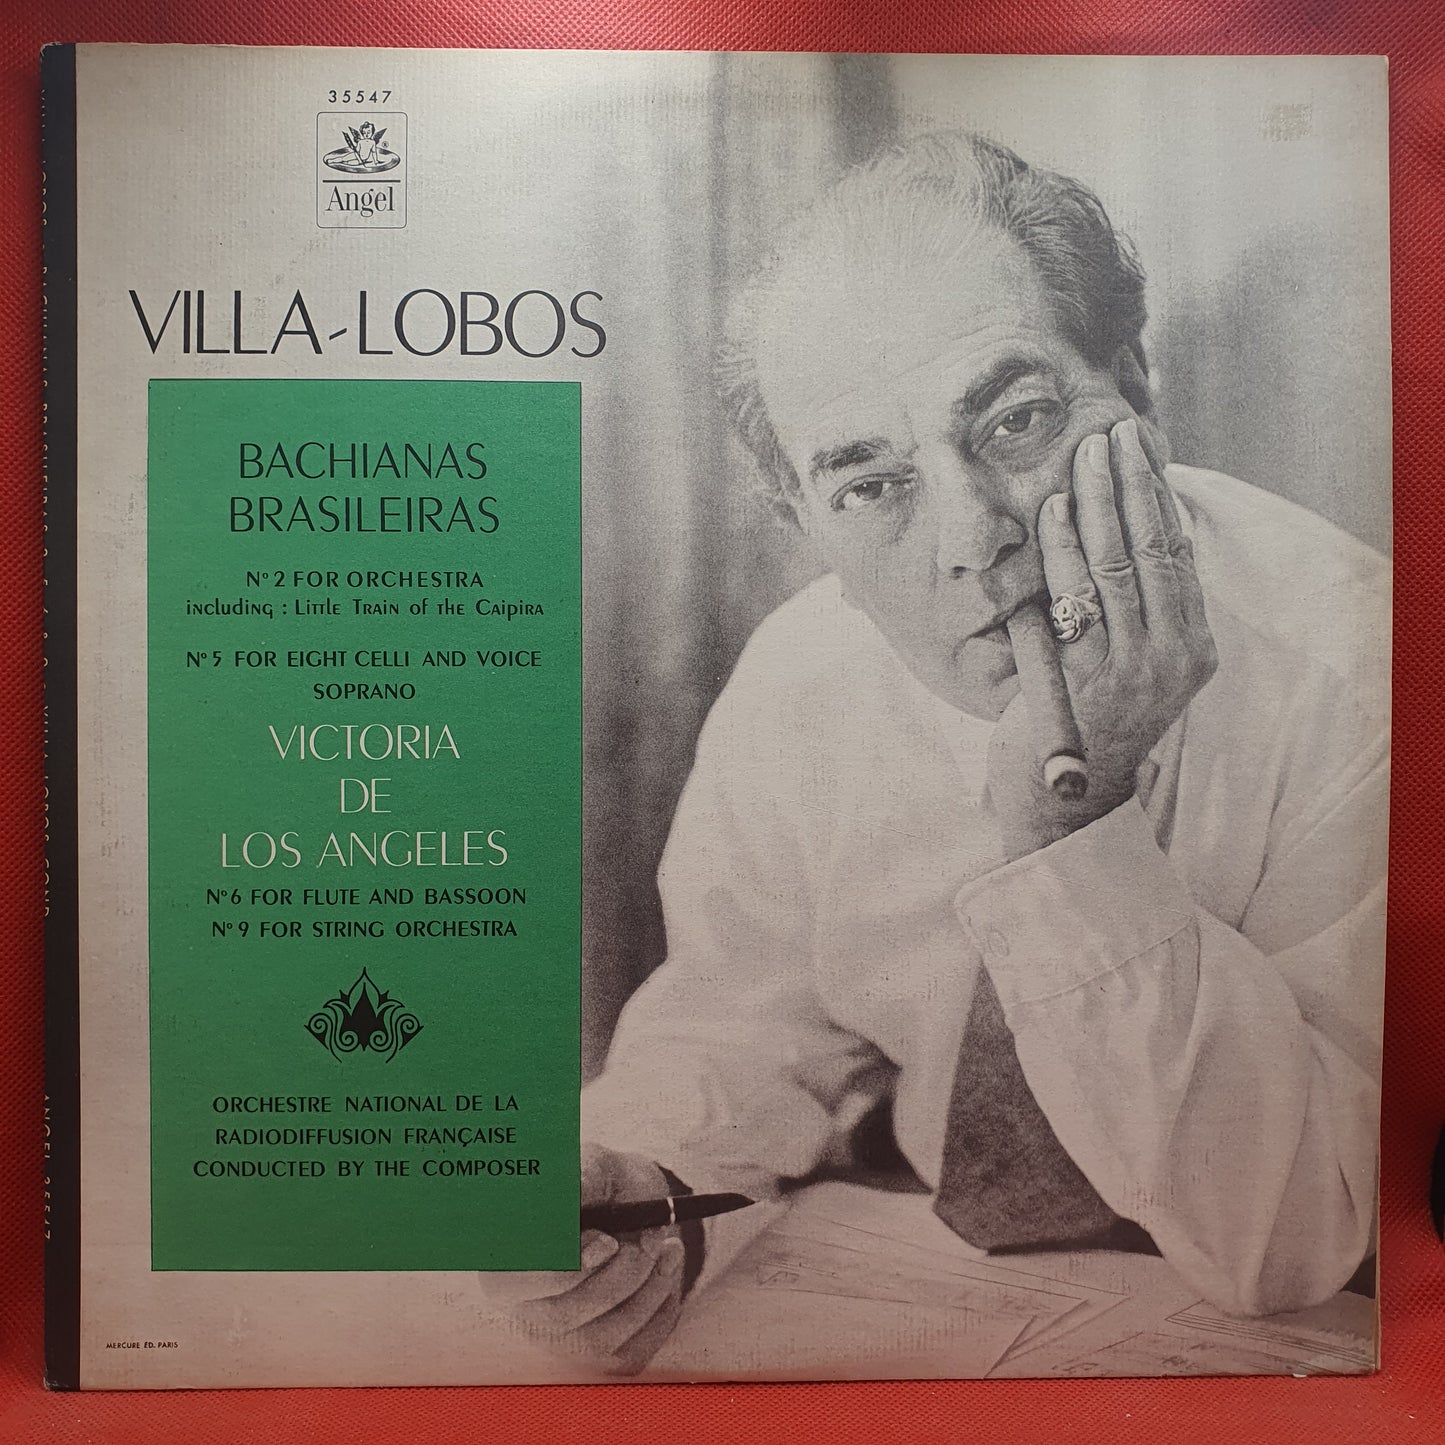 35547
Angel
VILLA-LOBOS
BACHIANAS
BRASILEIRAS
Nº 2 FOR ORCHESTRA
including : Little Train of the Caipira
Nº 5 FOR EIGHT CELLI AND VOICE
SOPRANO
VICTORIA
DE
LOS ANGELES
Nº 6 FOR FLUTE AND BASSOON
Nº 9 FOR STRING ORCHESTRA
ORCHESTRE NATIONAL DE LA
RADIODIFFUSION FRANÇAISE
CONDUCTED BY THE COMPOSER
MERCURE ÉD. PARIS
ANGEL 35547